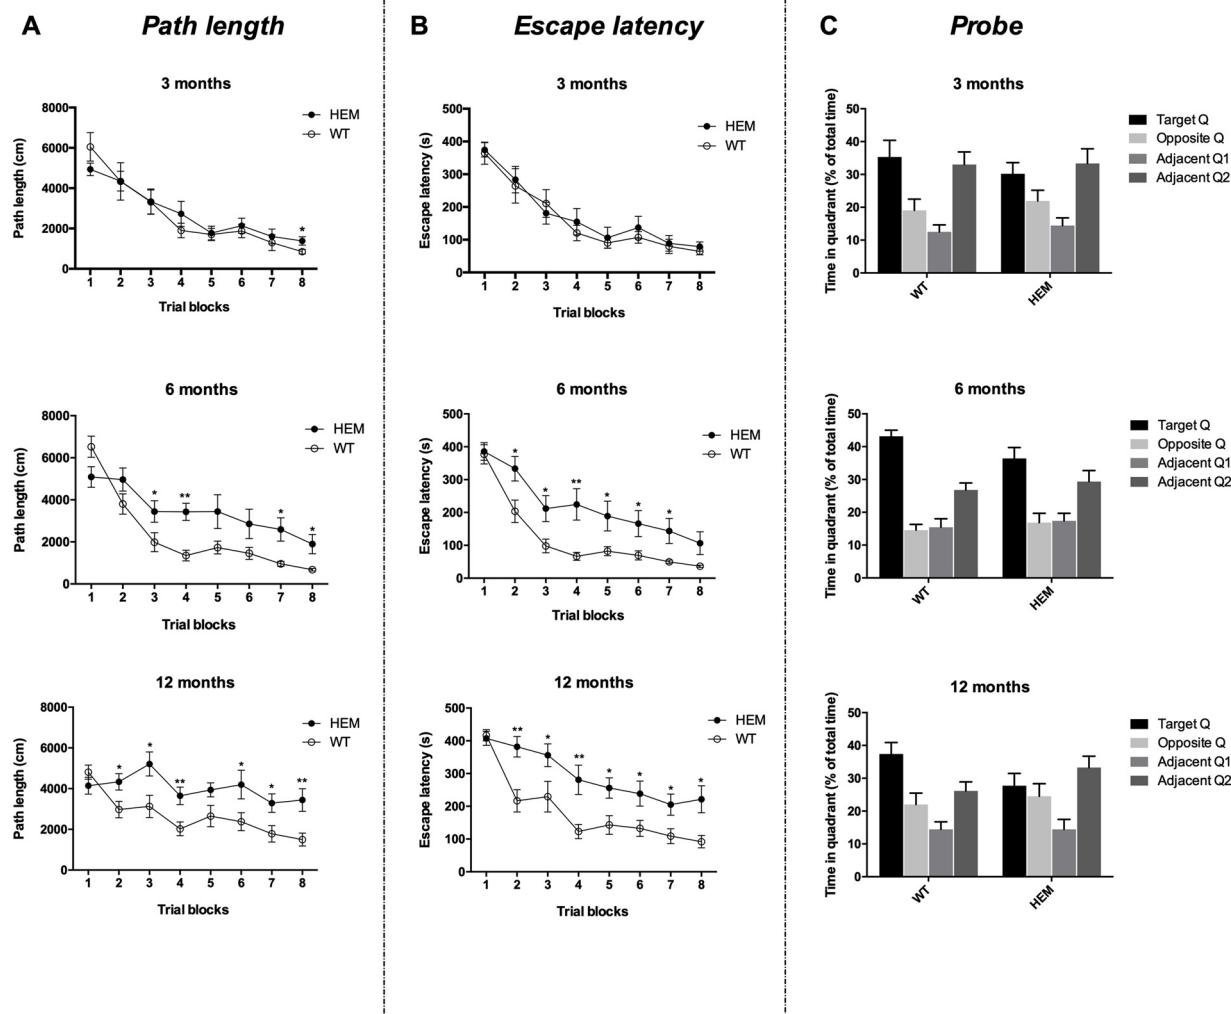 A Path length
3 months
Path length (cm)
8000
6000
4000
2000
0
HEM
WT
*
1 2 3 4 5 6 7 8
Trial blocks
6 months
Path length (cm)
8000
6000
4000
2000
0
HEM
WT
* ** * *
1 2 3 4 5 6 7 8
Trial blocks
12 months
Path length (cm)
8000
6000
4000
2000
0
HEM
WT
* * ** * * **
1 2 3 4 5 6 7 8
Trial blocks
B Escape latency
3 months
Escape latency (s)
500
400
300
200
100
0
HEM
WT
1 2 3 4 5 6 7 8
Trial blocks
6 months
Escape latency (s)
500
400
300
200
100
0
HEM
WT
* * ** * * *
1 2 3 4 5 6 7 8
Trial blocks
12 months
Escape latency (s)
500
400
300
200
100
0
HEM
WT
** * ** * * * *
1 2 3 4 5 6 7 8
Trial blocks
C Probe
3 months
Time in quadrant (% of total time)
50
40
30
20
10
0
Target Q
Opposite Q
Adjacent Q1
Adjacent Q2
WT HEM
6 months
Time in quadrant (% of total time)
50
40
30
20
10
0
Target Q
Opposite Q
Adjacent Q1
Adjacent Q2
WT HEM
12 months
Time in quadrant (% of total time)
50
40
30
20
10
0
Target Q
Opposite Q
Adjacent Q1
Adjacent Q2
WT HEM